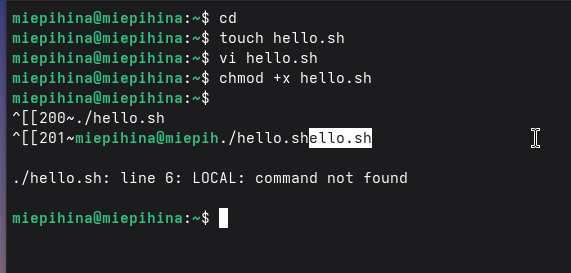 miepihina@miepihina:~$ cd
miepihina@miepihina:~$ touch hello.sh
miepihina@miepihina:~$ vi hello.sh
miepihina@miepihina:~$ chmod +x hello.sh
miepihina@miepihina:~$
^[[200~./hello.sh
^[[201~miepihina@miepih./hello.shello.sh
./hello.sh: line 6: LOCAL: command not found
miepihina@miepihina:~$